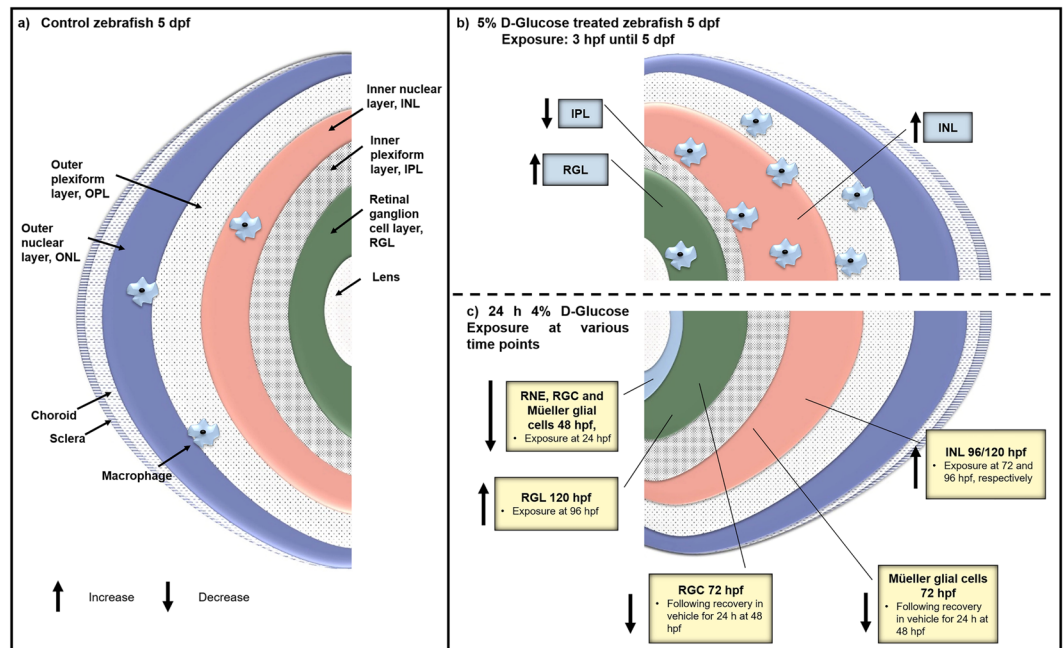 a) Control zebrafish 5 dpf
Inner nuclear
layer, INL
Inner
plexiform
layer, IPL
Outer
plexiform
layer, OPL
Retinal
ganglion
cell layer,
RGL
Outer
nuclear
layer, ONL
Lens
Choroid
Sclera
Macrophage
Increase
Decrease
b) 5% D-Glucose treated zebrafish 5 dpf
Exposure: 3 hpf until 5 dpf
IPL
RGL
INL
c) 24 h 4% D-Glucose
Exposure at various
time points
RNE, RGC and
Müeller glial
cells 48 hpf,
• Exposure at 24 hpf
RGL 120 hpf
• Exposure at 96 hpf
INL 96/120 hpf
• Exposure at 72 and
96 hpf, respectively
RGC 72 hpf
• Following recovery in
vehicle for 24 h at 48
hpf
Müeller glial cells
72 hpf
• Following recovery
in vehicle for 24 h at
48 hpf